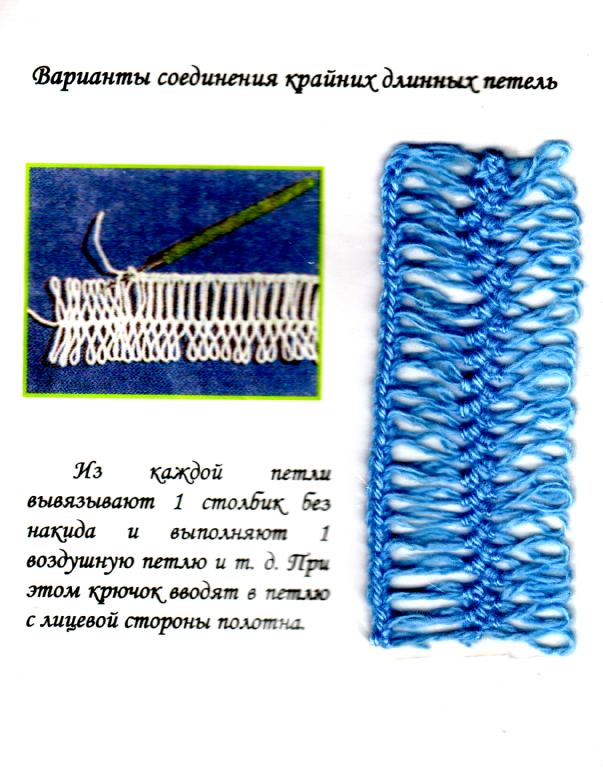 Варианты соединения крайних длинных петель
Из каждой петли
вывязывают 1 столбик без
накида и выполняют 1
воздушную петлю и т. д. При
этом крючок вводят в петлю
с лицевой стороны полотна.